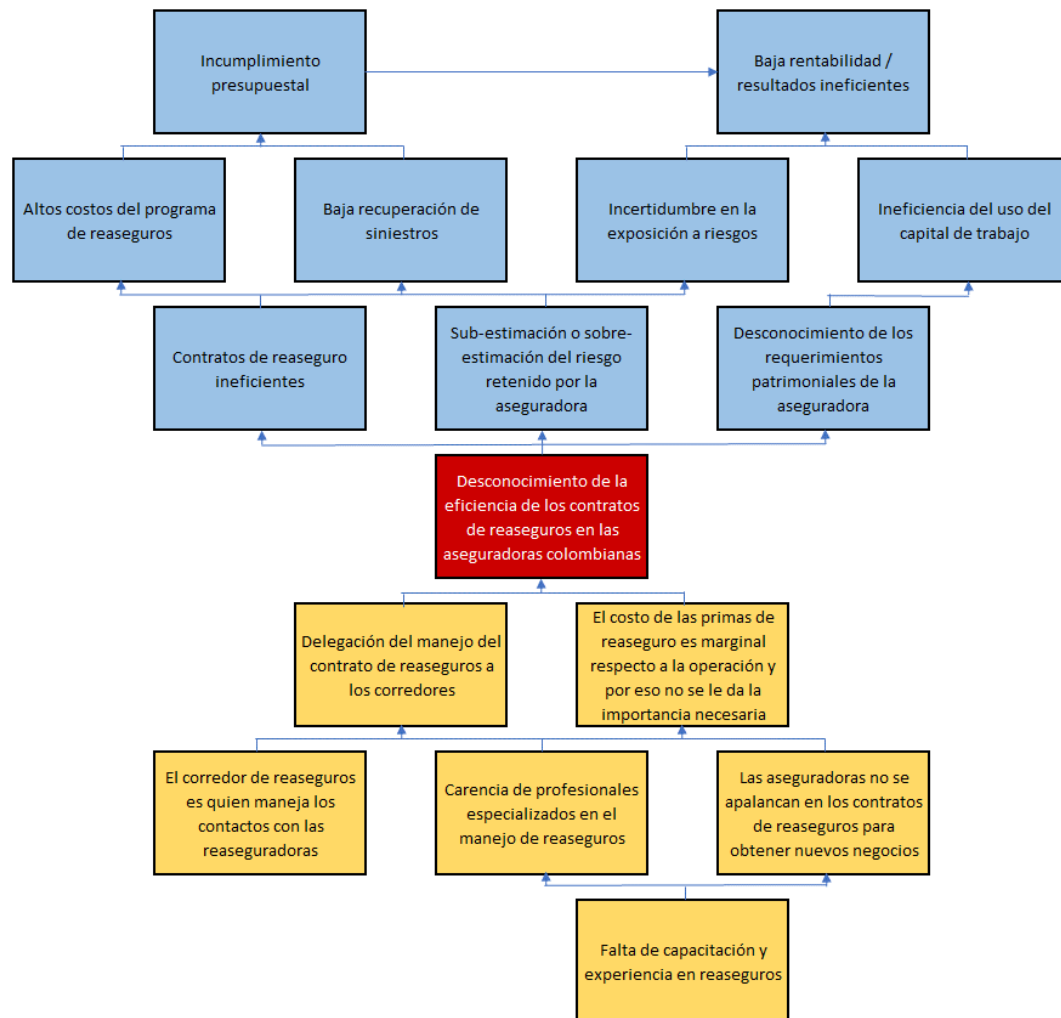 Incumplimiento
presupuestal
Baja rentabilidad /
resultados ineficientes
Altos costos del programa
de reaseguros
Baja recuperación de
siniestros
Incertidumbre en la
exposición a riesgos
Ineficiencia del uso del
capital de trabajo
Contratos de reaseguro
ineficientes
Sub-estimación o sobre-
estimación del riesgo
retenido por la
aseguradora
Desconocimiento de los
requerimientos
patrimoniales de la
aseguradora
Desconocimiento de la
eficiencia de los contratos
de reaseguros en las
aseguradoras colombianas
Delegación del manejo del
contrato de reaseguros a
los corredores
El costo de las primas de
reaseguro es marginal
respecto a la operación y
por eso no se le da la
importancia necesaria
El corredor de reaseguros
es quien maneja los
contactos con las
reaseguradoras
Carencia de profesionales
especializados en el
manejo de reaseguros
Las aseguradoras no se
apalancan en los contratos
de reaseguros para
obtener nuevos negocios
Falta de capacitación y
experiencia en reaseguros